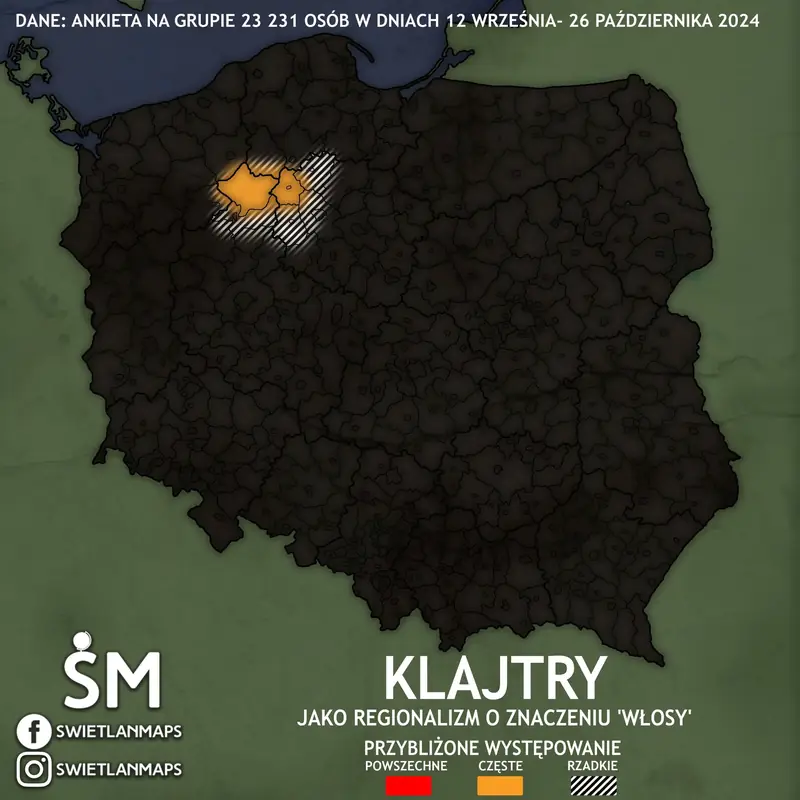 DANE: ANKIETA NA GRUPIE 23 231 OSÓB W DNIACH 12 WRZEŚNIA- 26 PAŹDZIERNIKA 2024
ŚM
SWIETLANMAPS
SWIETLANMAPS
KLAJTRY
JAKO REGIONALIZM O ZNACZENIU 'WŁOSY'
PRZYBLIŻONE WYSTĘPOWANIE
POWSZECHNE CZĘSTE RZADKIE